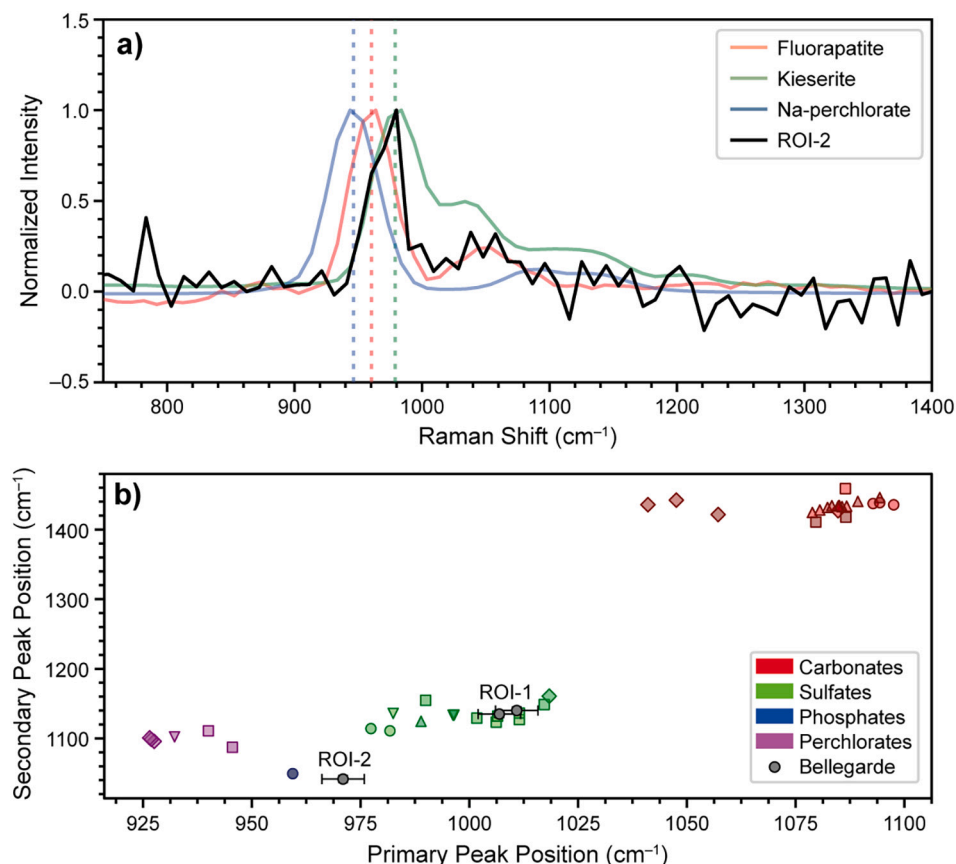 a)
1.5
1.0
0.5
0.0
−0.5
Normalized Intensity
Fluorapatite
Kieserite
Na-perchlorate
ROI-2
800
900
1000
1100
1200
1300
1400
Raman Shift (cm⁻¹)
b)
1400
1300
1200
1100
Secondary Peak Position (cm⁻¹)
ROI-1
ROI-2
Carbonates
Sulfates
Phosphates
Perchlorates
Bellegarde
925
950
975
1000
1025
1050
1075
1100
Primary Peak Position (cm⁻¹)